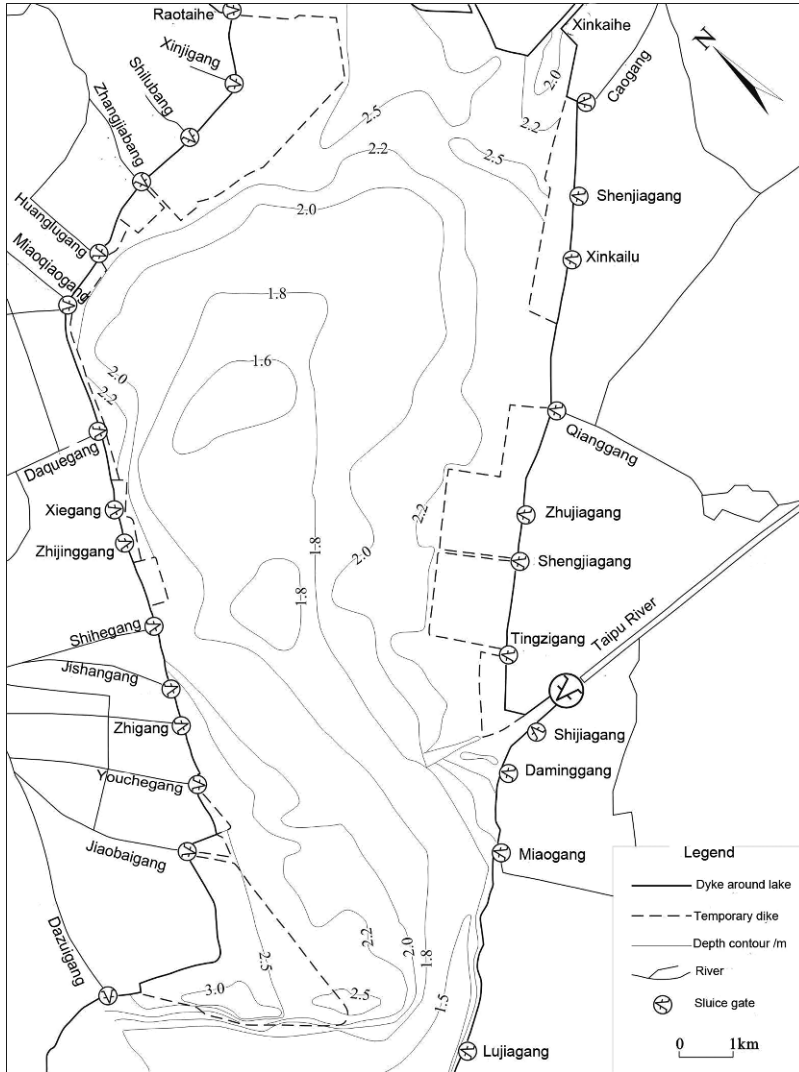 Raotaihe
Xinkaihe
Xinjigang
N
Shilubang
2.0
Caogang
Zhangjiabang
2.5
2.2
2.2
2.5
Huanglugang
2.0
Shenjiagang
Miaoqiaogang
Xinkailu
1.8
1.6
2.0
2.2
Qianggang
Daquegang
Xiegang
2.2
Zhujiagang
Zhijinggang
1.8
2.0
Shengjiagang
1.8
Taipu River
Shihegang
Tingzigang
Jishangang
Zhigang
Shijiagang
Youchegang
Daminggang
Jiaobaigang
Miaogang
Legend
Dyke around lake
Temporary dike
Dazuigang
2.2
2.0
1.8
Depth contour /m
2.5
River
3.0
2.5
1.5
Sluice gate
Lujiagang
0 1km